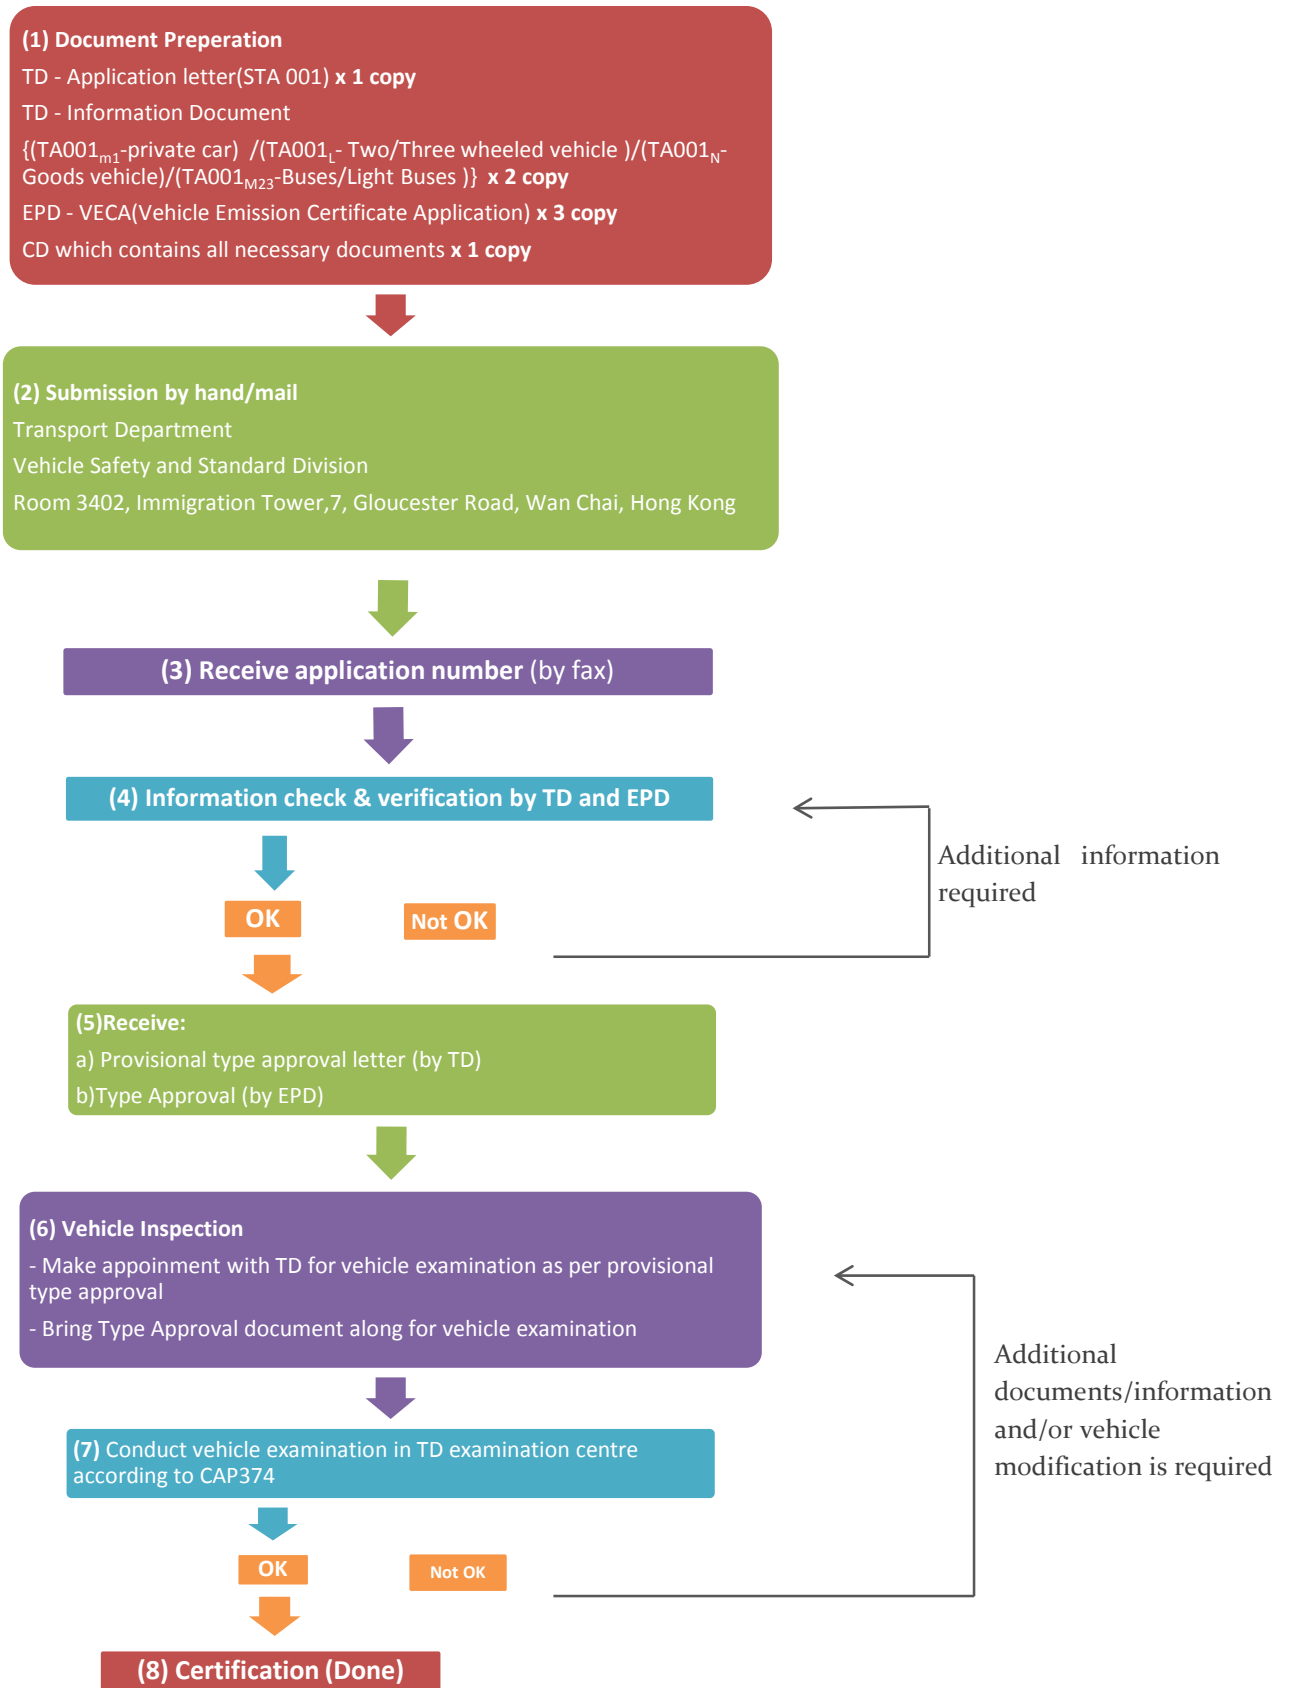 (1) Document Preperation
TD - Application letter(STA 001) x 1 copy
TD - Information Document
{(TA001m1-private car) /(TA001L- Two/Three wheeled vehicle )/(TA001N-
Goods vehicle)/(TA001M23-Buses/Light Buses )} x 2 copy
EPD - VECA(Vehicle Emission Certificate Application) x 3 copy
CD which contains all necessary documents x 1 copy
(2) Submission by hand/mail
Transport Department
Vehicle Safety and Standard Division
Room 3402, Immigration Tower,7, Gloucester Road, Wan Chai, Hong Kong
(3) Receive application number (by fax)
(4) Information check & verification by TD and EPD
Additional information
required
OK
Not OK
(5)Receive:
a) Provisional type approval letter (by TD)
b)Type Approval (by EPD)
(6) Vehicle Inspection
- Make appoinment with TD for vehicle examination as per provisional
type approval
- Bring Type Approval document along for vehicle examination
Additional
documents/information
and/or vehicle
modification is required
(7) Conduct vehicle examination in TD examination centre
according to CAP374
OK
Not OK
(8) Certification (Done)